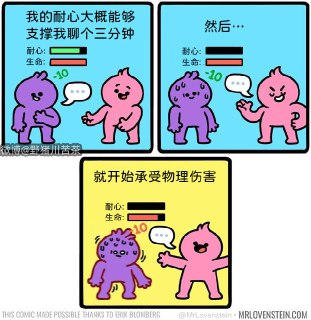 我的耐心大概能够
支撑我聊个三分钟
耐心:
生命:
-10
微博@野猪川苦茶
然后…
耐心:
生命:
-10
就开始承受物理伤害
耐心:
生命:
-10
THIS COMIC MADE POSSIBLE THANKS TO ERIK BLOMBERG
@MrLovenstein • MRLOVENSTEIN.COM